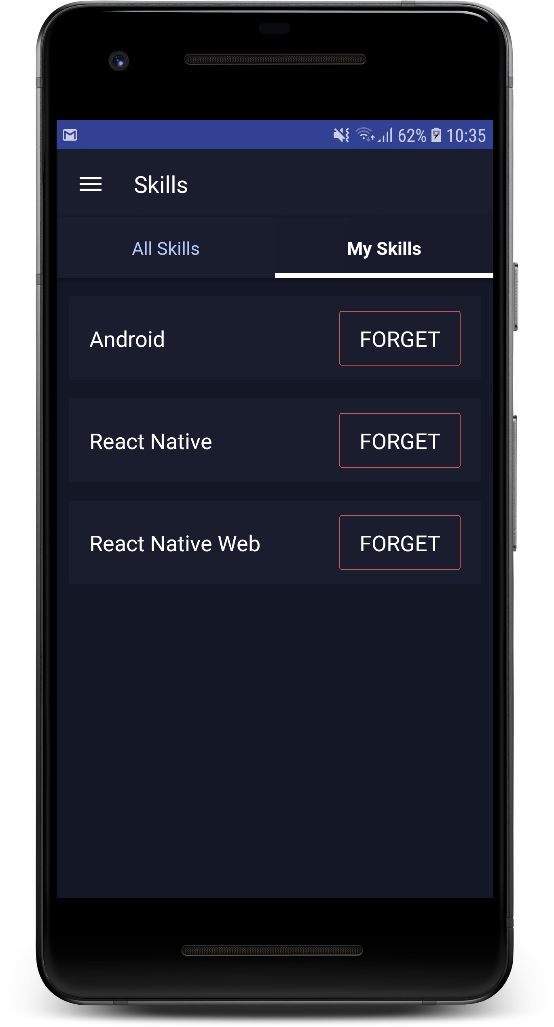 62% 10:35
Skills
All Skills My Skills
Android FORGET
React Native FORGET
React Native Web FORGET